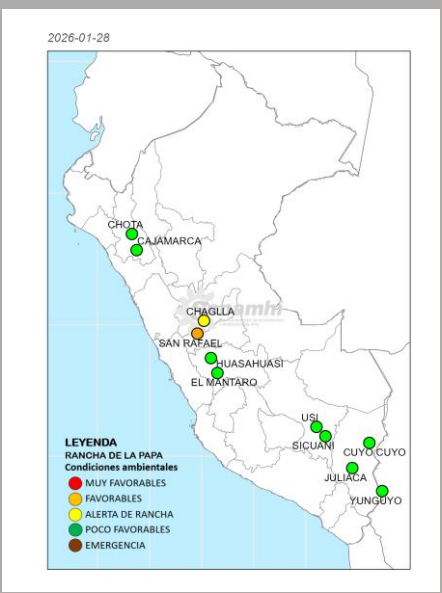 2026-01-28
CHOTA
CAJAMARCA
CHAGLLA
Senamhi
SAN RAFAEL
HUASAHUASI
EL MANTARO
USI
SICUANI
CUYO CUYO
JULIACA
YUNGUYO
LEYENDA
RANCHA DE LA PAPA
Condiciones ambientales
MUY FAVORABLES
FAVORABLES
ALERTA DE RANCHA
POCO FAVORABLES
EMERGENCIA